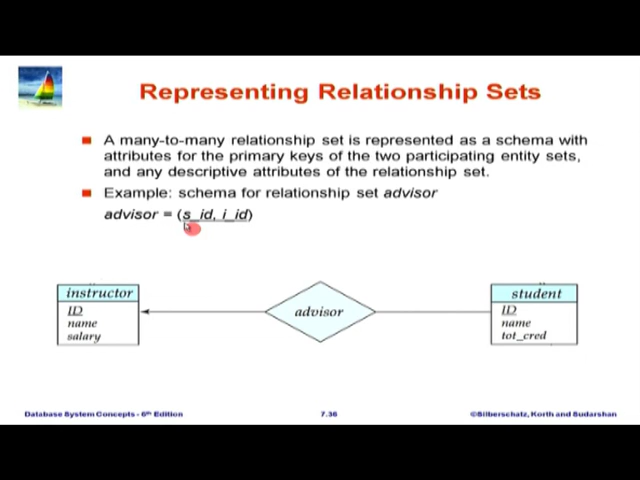 Representing Relationship Sets
A many-to-many relationship set is represented as a schema with
attributes for the primary keys of the two participating entity sets,
and any descriptive attributes of the relationship set.
Example: schema for relationship set advisor
advisor = (s_id, i_id)
instructor
ID
name
salary
advisor
student
ID
name
tot_cred
Database System Concepts - 6th Edition
7.36
©Silberschatz, Korth and Sudarshan